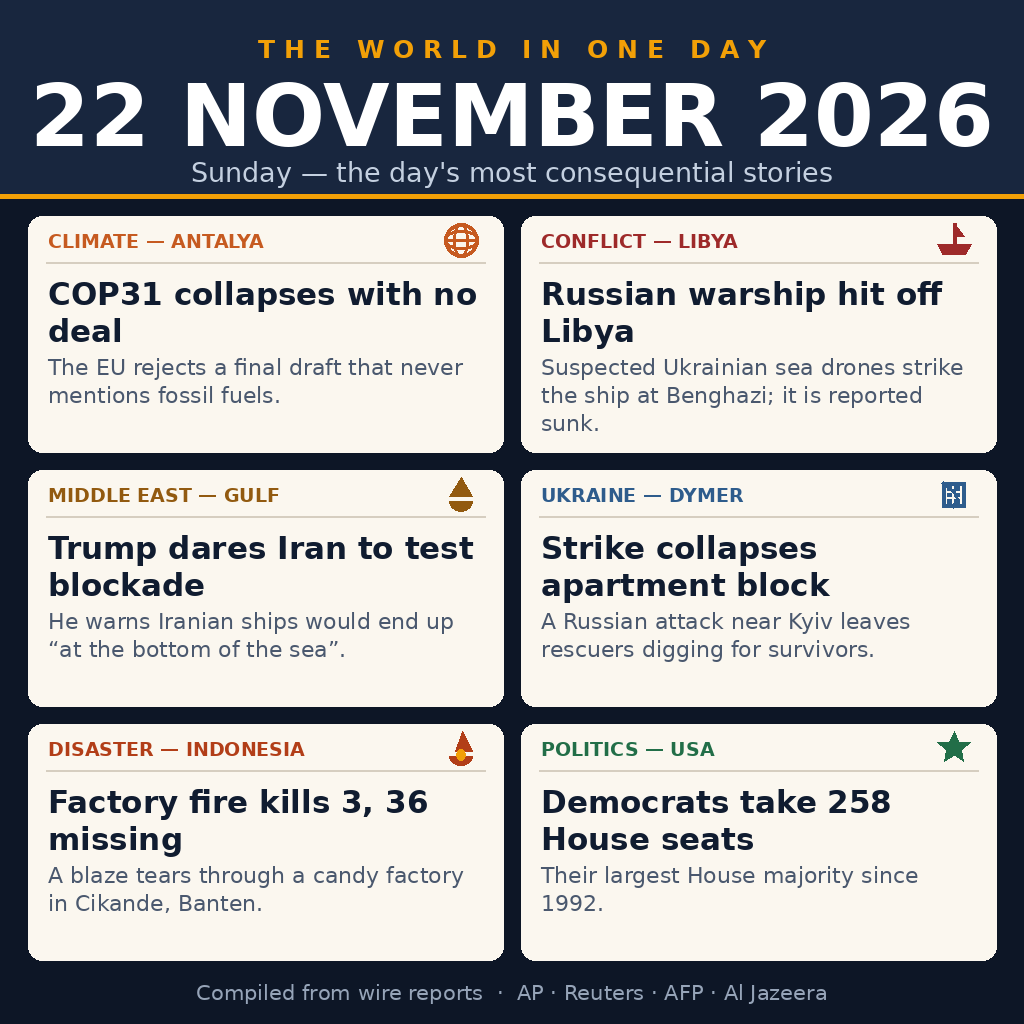 THE WORLD IN ONE DAY
22 NOVEMBER 2026
Sunday — the day's most consequential stories
CLIMATE — ANTALYA
COP31 collapses with no
deal
The EU rejects a final draft that never
mentions fossil fuels.
CONFLICT — LIBYA
Russian warship hit off
Libya
Suspected Ukrainian sea drones strike
the ship at Benghazi; it is reported
sunk.
MIDDLE EAST — GULF
Trump dares Iran to test
blockade
He warns Iranian ships would end up
“at the bottom of the sea”.
UKRAINE — DYMER
Strike collapses
apartment block
A Russian attack near Kyiv leaves
rescuers digging for survivors.
DISASTER — INDONESIA
Factory fire kills 3, 36
missing
A blaze tears through a candy factory
in Cikande, Banten.
POLITICS — USA
Democrats take 258
House seats
Their largest House majority since
1992.
Compiled from wire reports · AP · Reuters · AFP · Al Jazeera